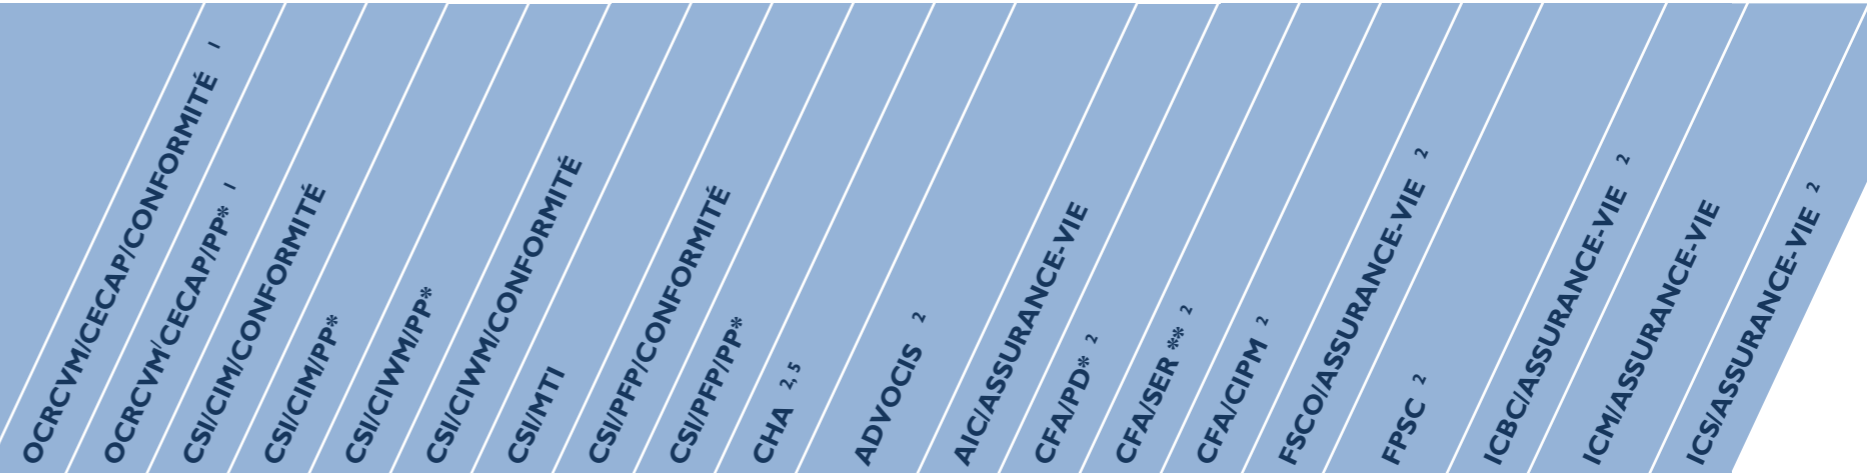 OCRCVM/CECAP/CONFORMITÉ 1
OCRCVM/CECAP/PP* 1
CSI/CIM/CONFORMITÉ
CSI/CIM/PP*
CSI/CIWM/PP*
CSI/CIWM/CONFORMITÉ
CSI/MTI
CSI/PFP/CONFORMITÉ
CSI/PFP/PP*
CHA 2, 5
ADVOCIS 2
AIC/ASSURANCE-VIE
CFA/PD* 2
CFA/SER** 2
CFA/CIPM 2
FSCO/ASSURANCE-VIE 2
FPSC 2
ICBC/ASSURANCE-VIE 2
ICM/ASSURANCE-VIE
ICS/ASSURANCE-VIE 2